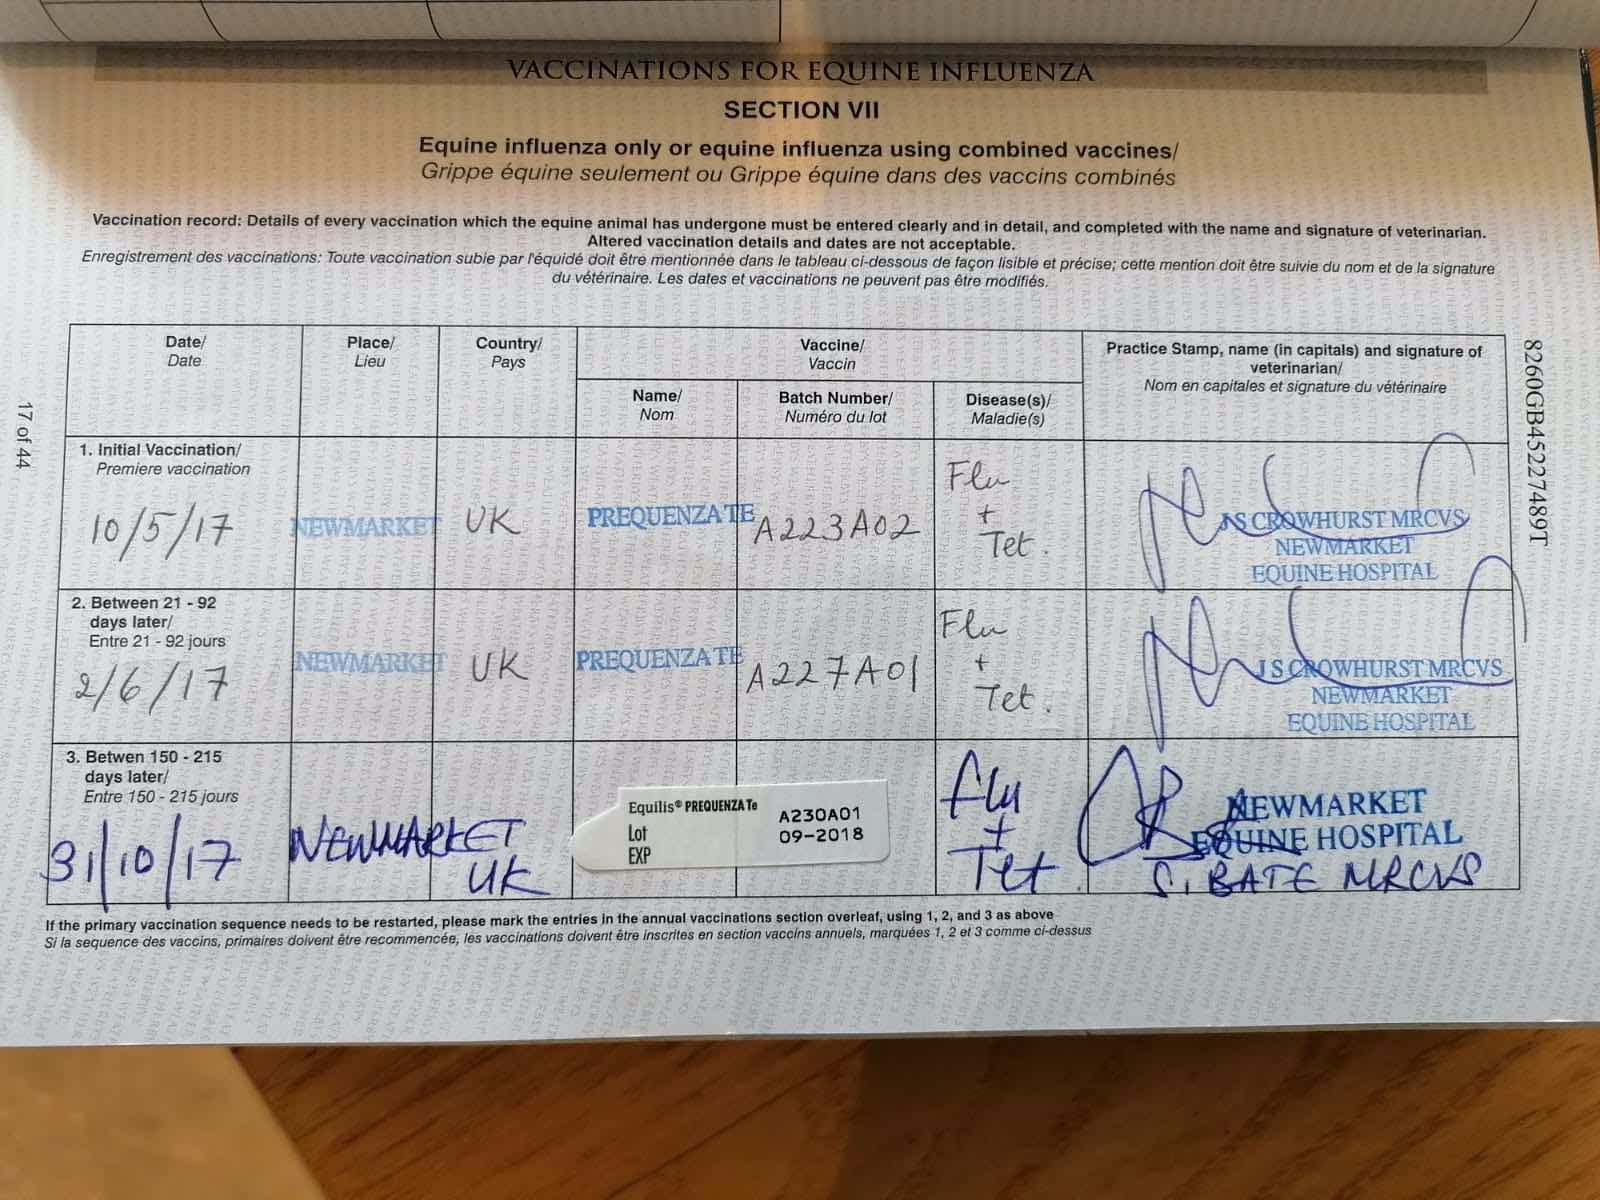 VACCINATIONS FOR EQUINE INFLUENZA
SECTION VII
Equine influenza only or equine influenza using combined vaccines/
Grippe équine seulement ou Grippe équine dans des vaccins combinés
Vaccination record: Details of every vaccination which the equine animal has undergone must be entered clearly and in detail, and completed with the name and signature of veterinarian.
Altered vaccination details and dates are not acceptable.
Enregistrement des vaccinations: Toute vaccination subie par l'équidé doit être mentionnée dans le tableau ci-dessous de façon lisible et précise; cette mention doit être suivie du nom et de la signature
du vétérinaire. Les dates et vaccinations ne peuvent pas être modifiés.
Date/
Date
Place/
Lieu
Country/
Pays
Vaccine/
Vaccin
Name/
Nom
Batch Number/
Numéro du lot
Disease(s)/
Maladie(s)
Practice Stamp, name (in capitals) and signature of
veterinarian/
Nom en capitales et signature du vétérinaire
1. Initial Vaccination/
Premiere vaccination
10/5/17
NEWMARKET
UK
PREQUENZA TE
A223A02
Flu
+
Tet.
J S CROWHURST MRCVS
NEWMARKET
EQUINE HOSPITAL
2. Between 21 - 92
days later/
Entre 21 - 92 jours
2/6/17
NEWMARKET
UK
PREQUENZA TE
A227A01
Flu
+
Tet.
J S CROWHURST MRCVS
NEWMARKET
EQUINE HOSPITAL
3. Betwen 150 - 215
days later/
Entre 150 - 215 jours
31/10/17
NEWMARKET
UK
Equilis® PREQUENZA Te
Lot
EXP
A230A01
09-2018
Flu
+
Tet.
NEWMARKET
EQUINE HOSPITAL
S. BATE MRCVS
If the primary vaccination sequence needs to be restarted, please mark the entries in the annual vaccinations section overleaf, using 1, 2, and 3 as above
Si la sequence des vaccins, primaires doivent être recommencée, les vaccinations doivent être inscrites en section vaccins annuels, marquées 1, 2 et 3 comme ci-dessus
17 of 44
8260GB45227489T